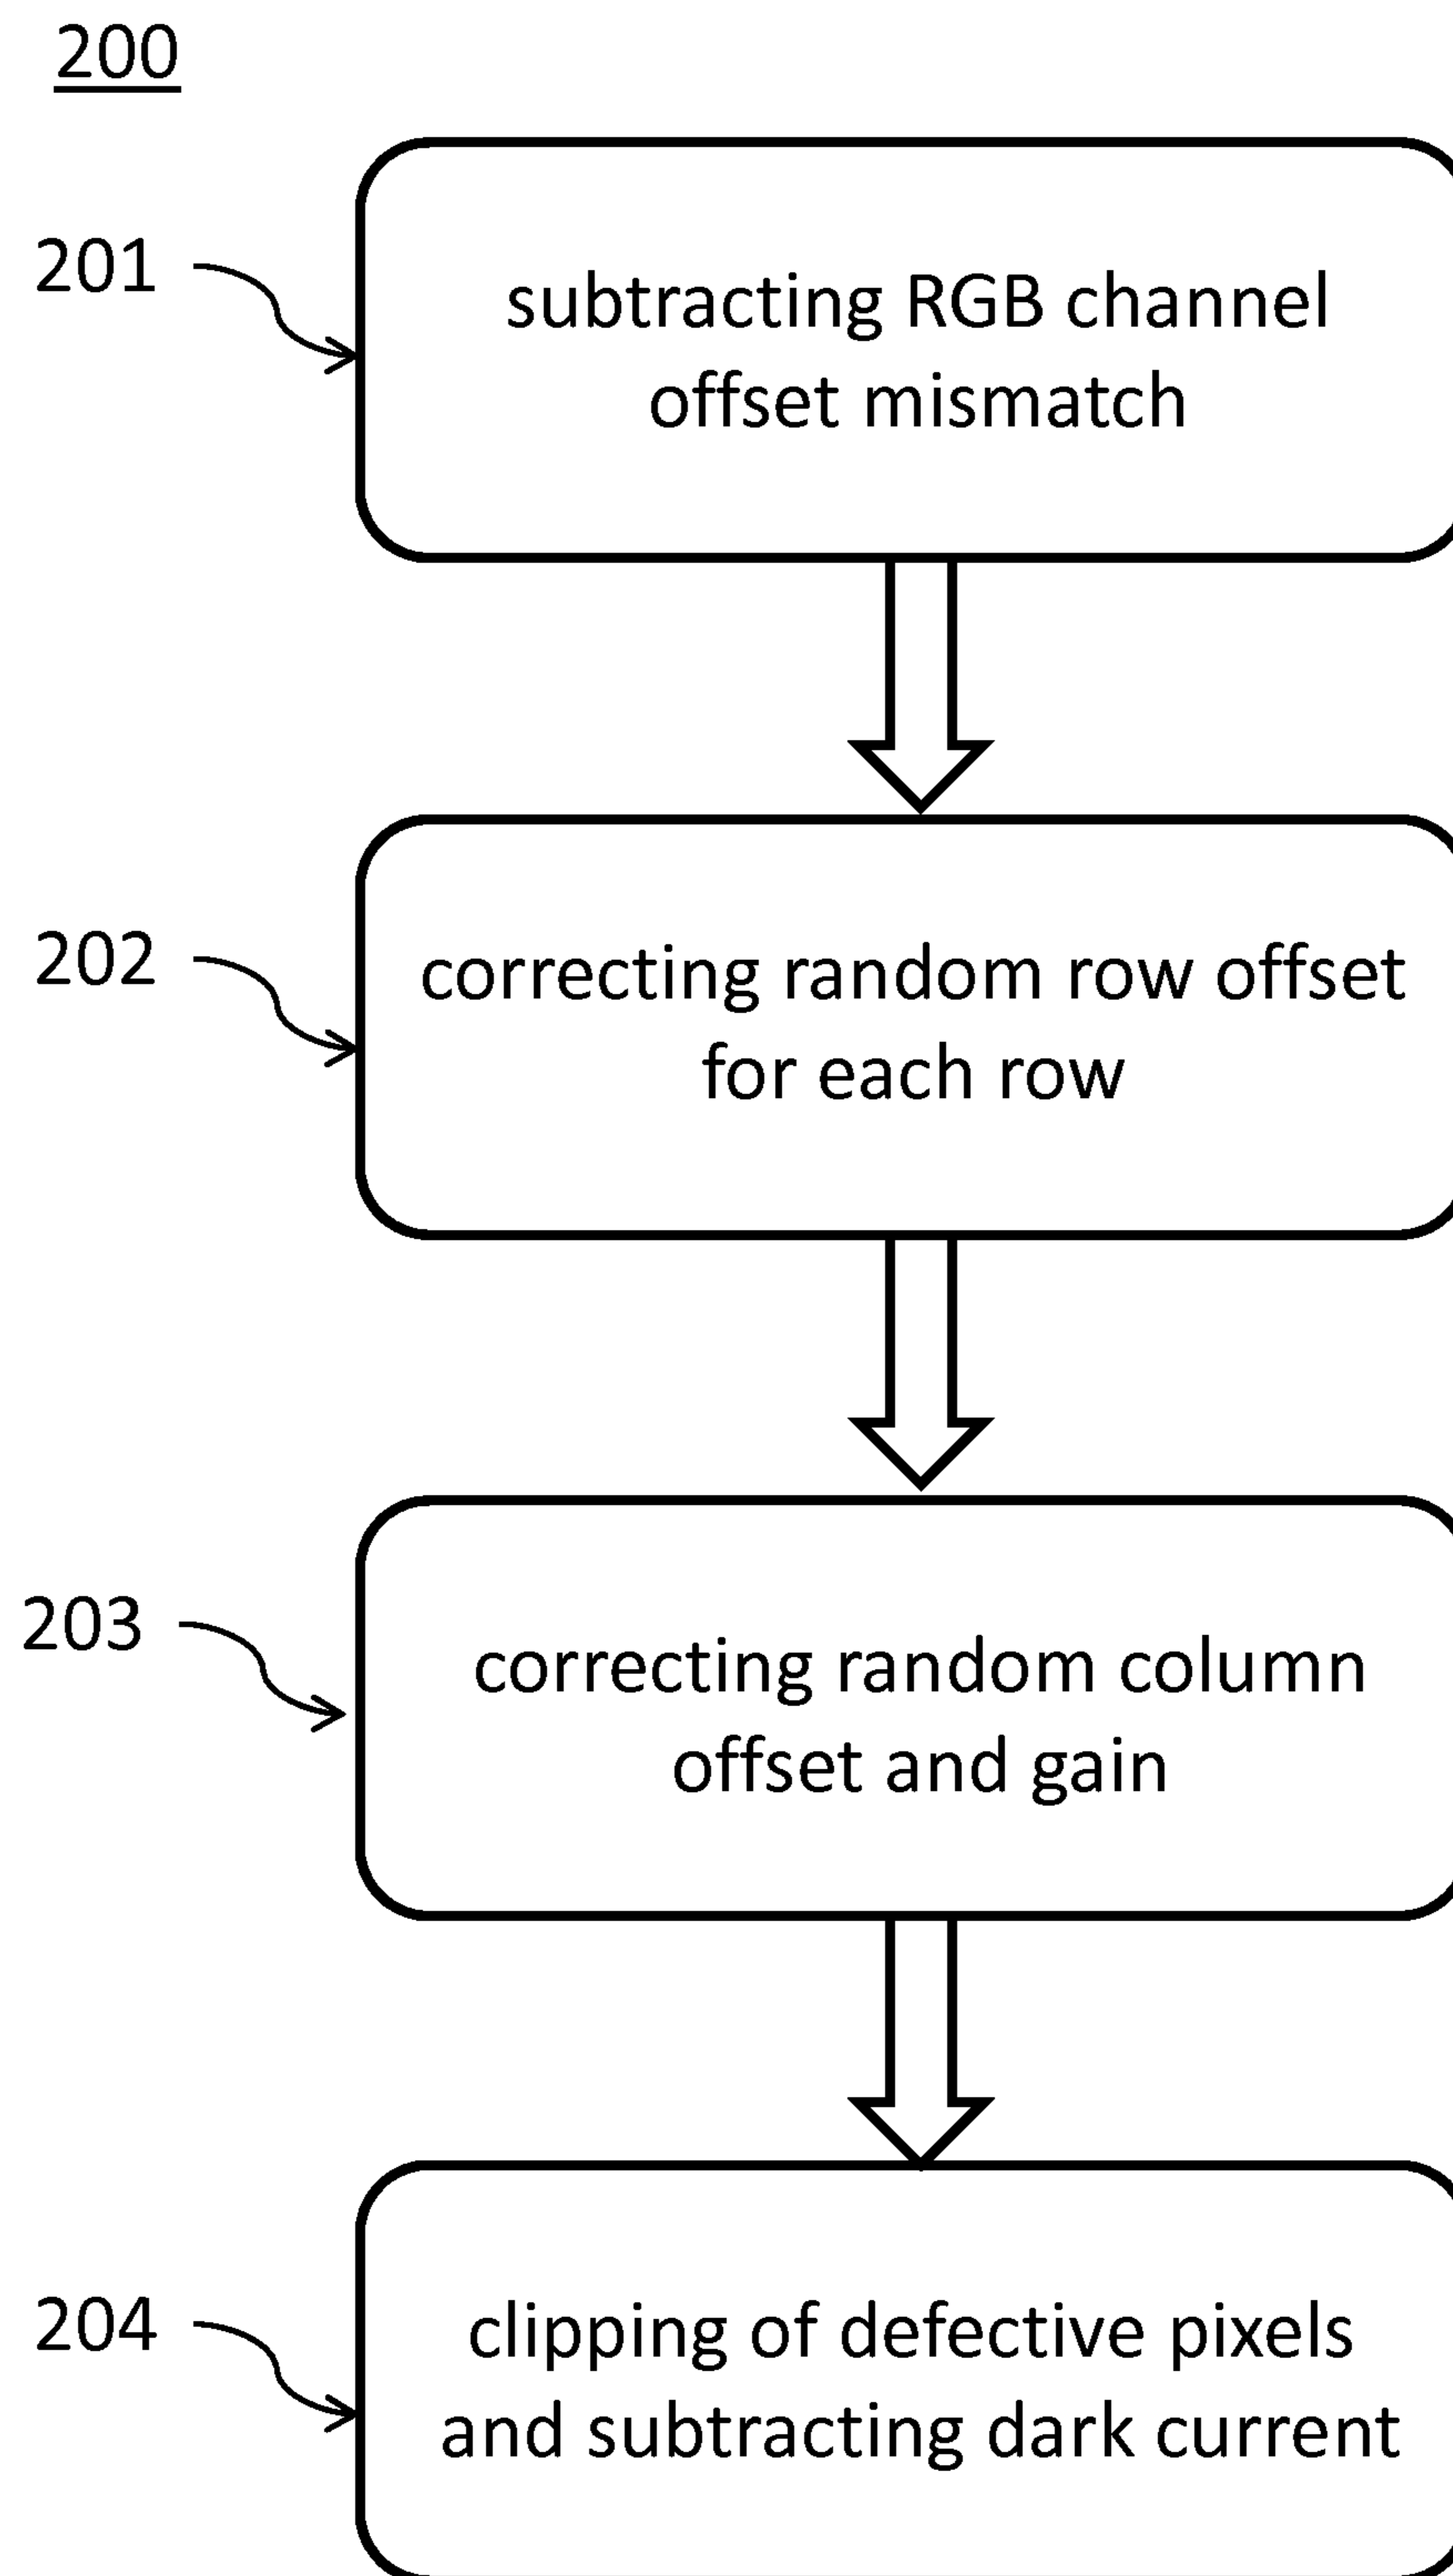 200
201
subtracting RGB channel
offset mismatch
202
correcting random row offset
for each row
203
correcting random column
offset and gain
204
clipping of defective pixels
and subtracting dark current